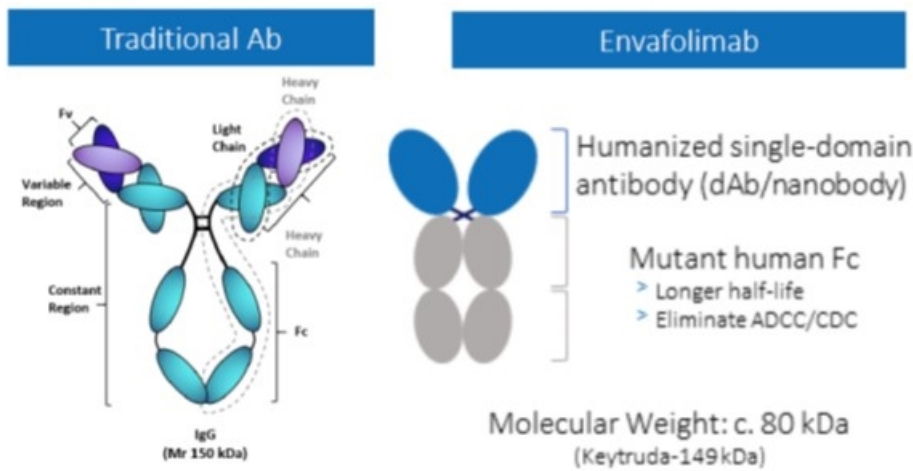 Traditional Ab
Heavy
Chain
Fv
Light
Chain
Variable
Region
Heavy
Chain
Constant
Region
Fc
IgG
(Mr 150 kDa)
Envafolimab
Humanized single-domain
antibody (dAb/nanobody)
Mutant human Fc
> Longer half-life
> Eliminate ADCC/CDC
Molecular Weight: c. 80 kDa
(Keytruda-149kDa)